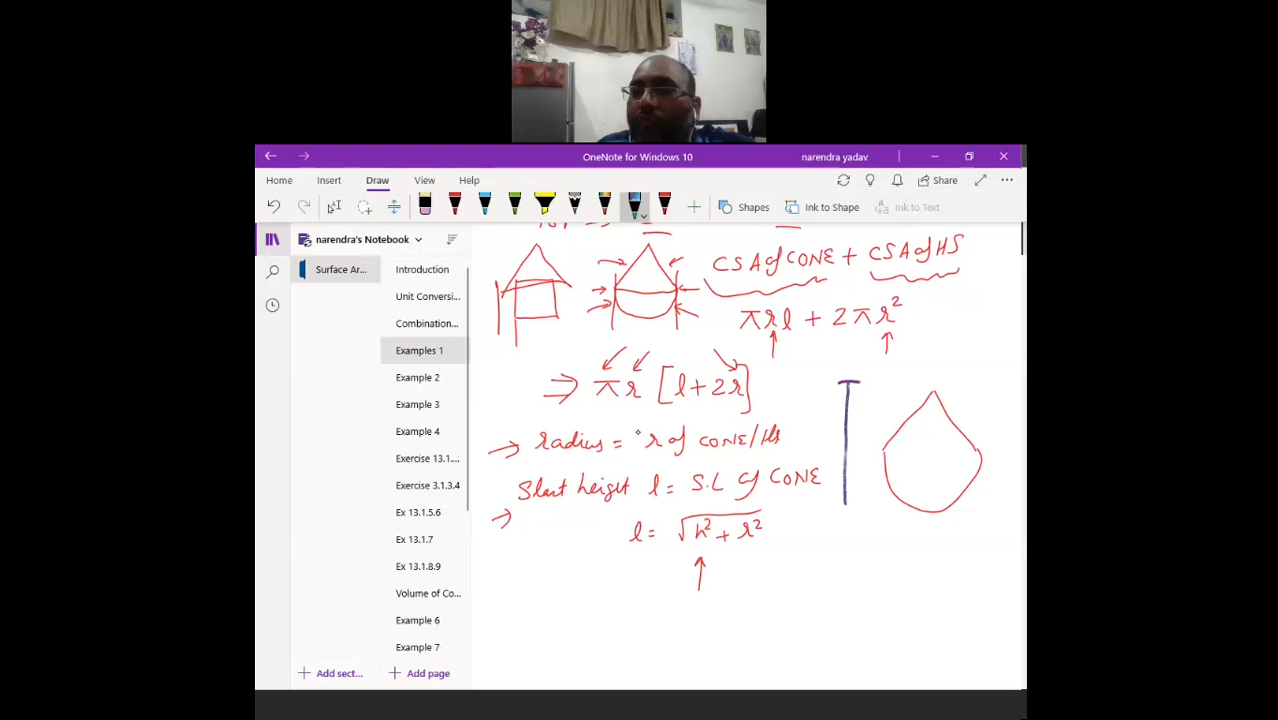 OneNote for Windows 10
narendra yadav
Home
Insert
Draw
View
Help
Share
Shapes
Ink to Shape
Ink to Text
narendra's Notebook
Surface Ar...
Introduction
Unit Conversi...
Combination...
Examples 1
Example 2
Example 3
Example 4
Exercise 13.1....
Exercise 3.1.3.4
Ex 13.1.5.6
Ex 13.1.7
Ex 13.1.8.9
Volume of Co...
Example 6
Example 7
Add sect...
Add page
CSA of CONE + CSA of HS
πrl + 2πr²
⇒ πr [l+2r]
→ radius = r of CONE/HS
Slant height l = S.L of CONE
→
l = √h² + r²